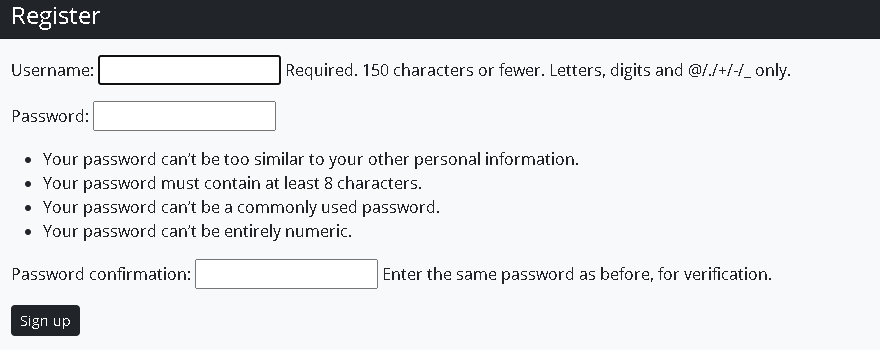 Register
Username: Required. 150 characters or fewer. Letters, digits and @/./+/-/_ only.
Password:
• Your password can't be too similar to your other personal information.
• Your password must contain at least 8 characters.
• Your password can't be a commonly used password.
• Your password can't be entirely numeric.
Password confirmation: Enter the same password as before, for verification.
Sign up